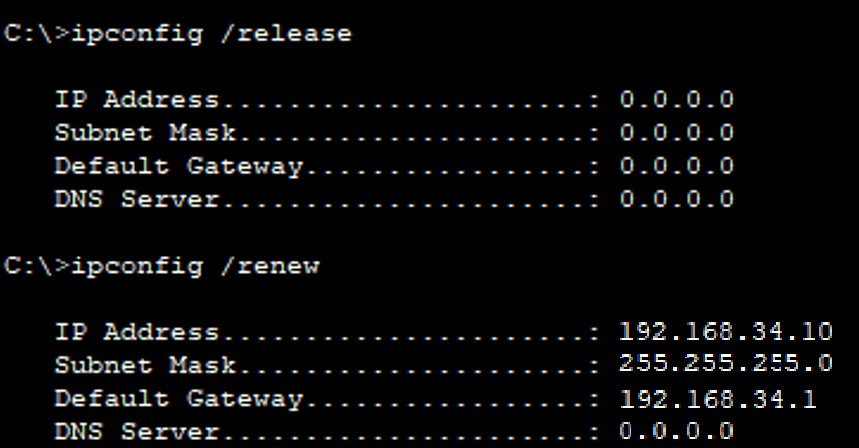 C:\>ipconfig /release
IP Address......................: 0.0.0.0
Subnet Mask.....................: 0.0.0.0
Default Gateway.................: 0.0.0.0
DNS Server......................: 0.0.0.0
C:\>ipconfig /renew
IP Address......................: 192.168.34.10
Subnet Mask.....................: 255.255.255.0
Default Gateway.................: 192.168.34.1
DNS Server......................: 0.0.0.0